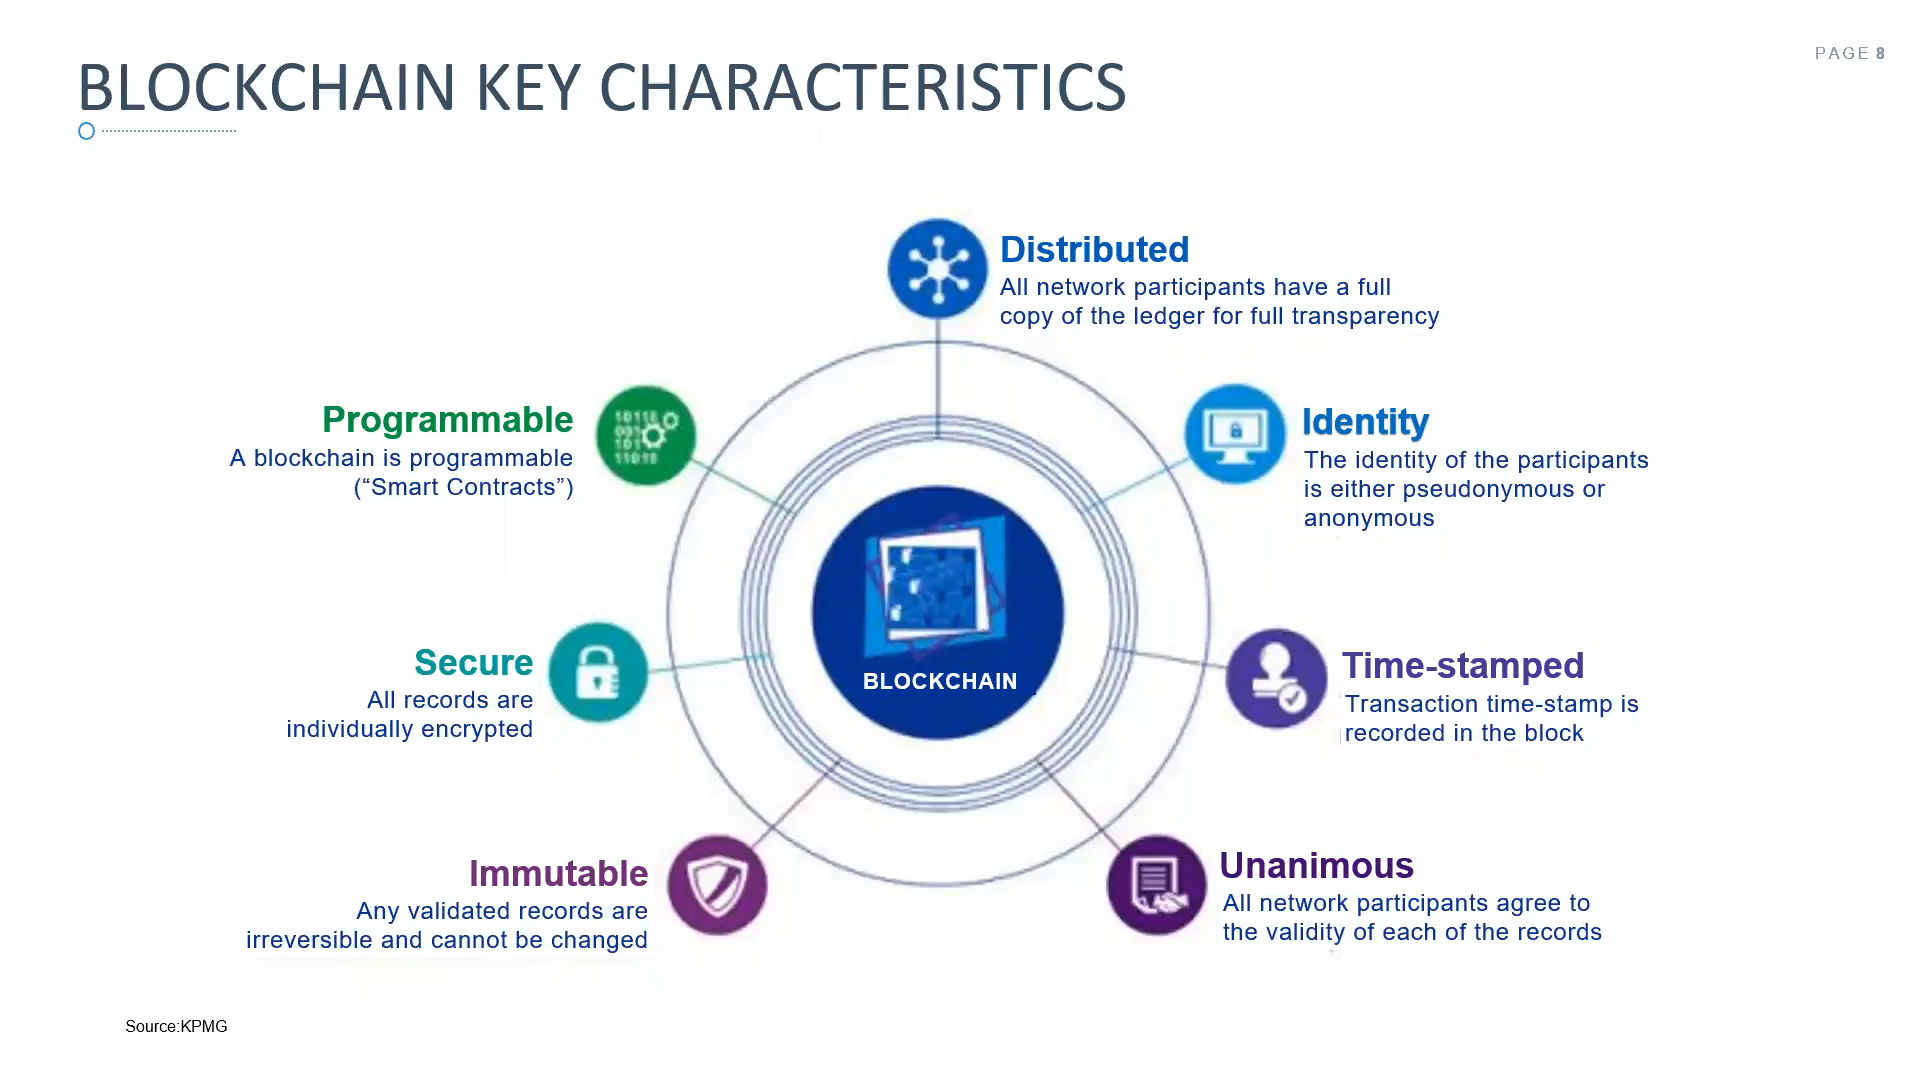 BLOCKCHAIN KEY CHARACTERISTICS
PAGE 8
Distributed
All network participants have a full
copy of the ledger for full transparency
Programmable
A blockchain is programmable
(“Smart Contracts”)
10110
001
101
11010
Identity
The identity of the participants
is either pseudonymous or
anonymous
BLOCKCHAIN
Secure
All records are
individually encrypted
Time-stamped
Transaction time-stamp is
recorded in the block
Immutable
Any validated records are
irreversible and cannot be changed
Unanimous
All network participants agree to
the validity of each of the records
Source:KPMG